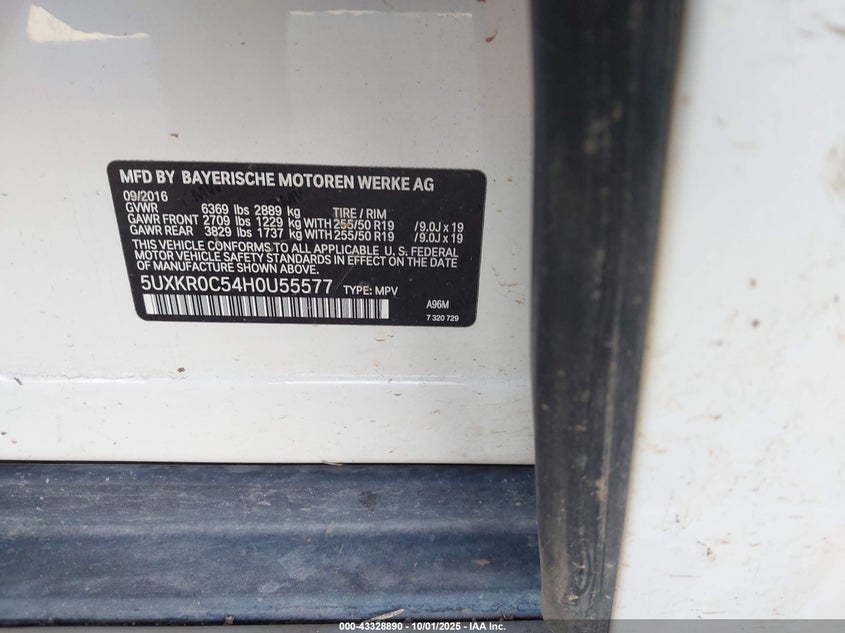 MFD BY BAYERISCHE MOTOREN WERKE AG
09/2016
GVWR 6369 lbs 2889 kg TIRE / RIM
GAWR FRONT 2709 lbs 1229 kg WITH 255/50 R19 / 9.0J x 19
GAWR REAR 3829 lbs 1737 kg WITH 255/50 R19 / 9.0J x 19
THIS VEHICLE CONFORMS TO ALL APPLICABLE U. S. FEDERAL
MOTOR VEHICLE SAFETY STANDARDS IN EFFECT ON THE
DATE OF MANUFACTURE SHOWN ABOVE.
5UXKR0C54H0U55577 TYPE: MPV
A96M
7 320 729
000-43328890 - 10/01/2025 - IAA Inc.